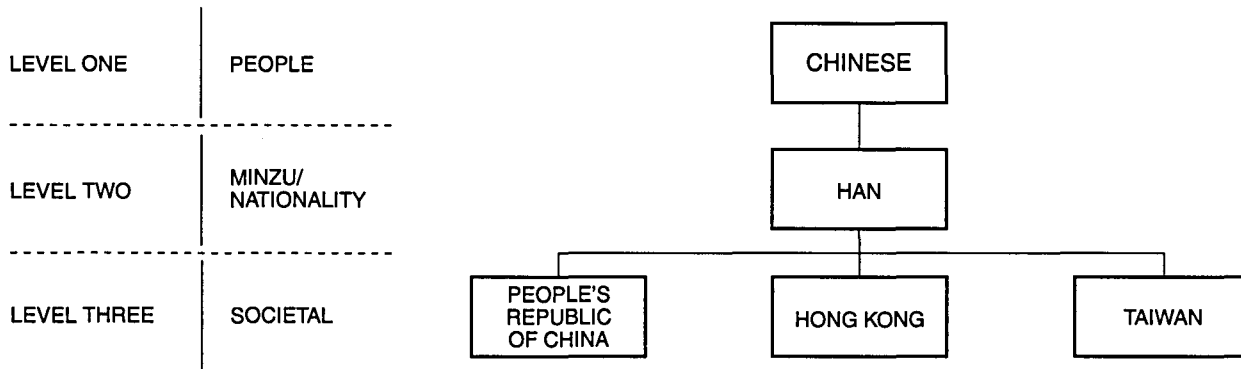 LEVEL ONE
PEOPLE
CHINESE
LEVEL TWO
MINZU/
NATIONALITY
HAN
LEVEL THREE
SOCIETAL
PEOPLE'S
REPUBLIC
OF CHINA
HONG KONG
TAIWAN